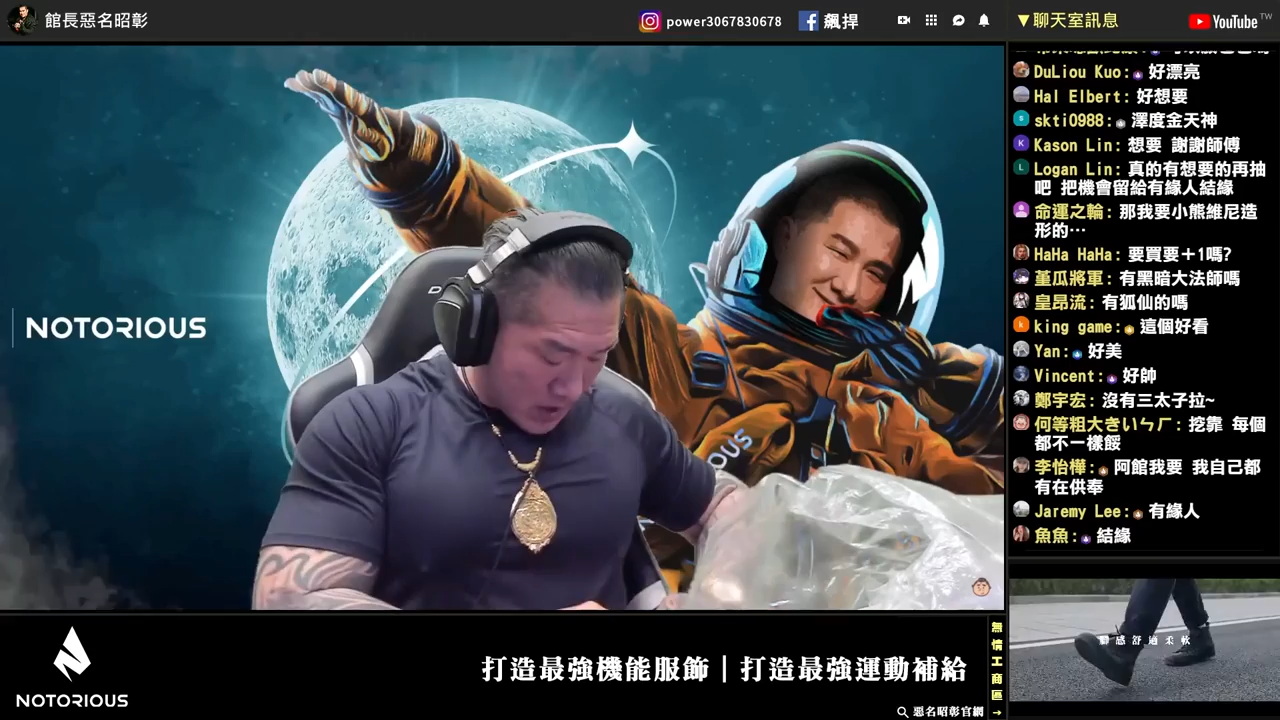 館長惡名昭彰
power3067830678
飆捍
▼聊天室訊息
YouTube TW
DuLiou Kuo: 好漂亮
Hal Elbert: 好想要
skti0988: 澤度金天神
Kason Lin: 想要 謝謝師傅
Logan Lin: 真的有想要的再抽
吧 把機會留給有緣人結緣
命運之輪: 那我要小熊維尼造
形的…
HaHa HaHa: 要買要+1嗎?
堇瓜將軍: 有黑暗大法師嗎
皇昂流: 有狐仙的嗎
king game: 這個好看
Yan: 好美
Vincent: 好帥
鄭宇宏: 沒有三太子拉~
何等粗大きいㄅㄏ: 挖靠 每個
都不一樣餒
李怡樺: 阿館我要 我自己都
有在供奉
Jaremy Lee: 有緣人
魚魚: 結緣
NOTORIOUS
OUS
腳感舒適柔軟
打造最強機能服飾｜打造最強運動補給
無情工商區→
NOTORIOUS
惡名昭彰官網